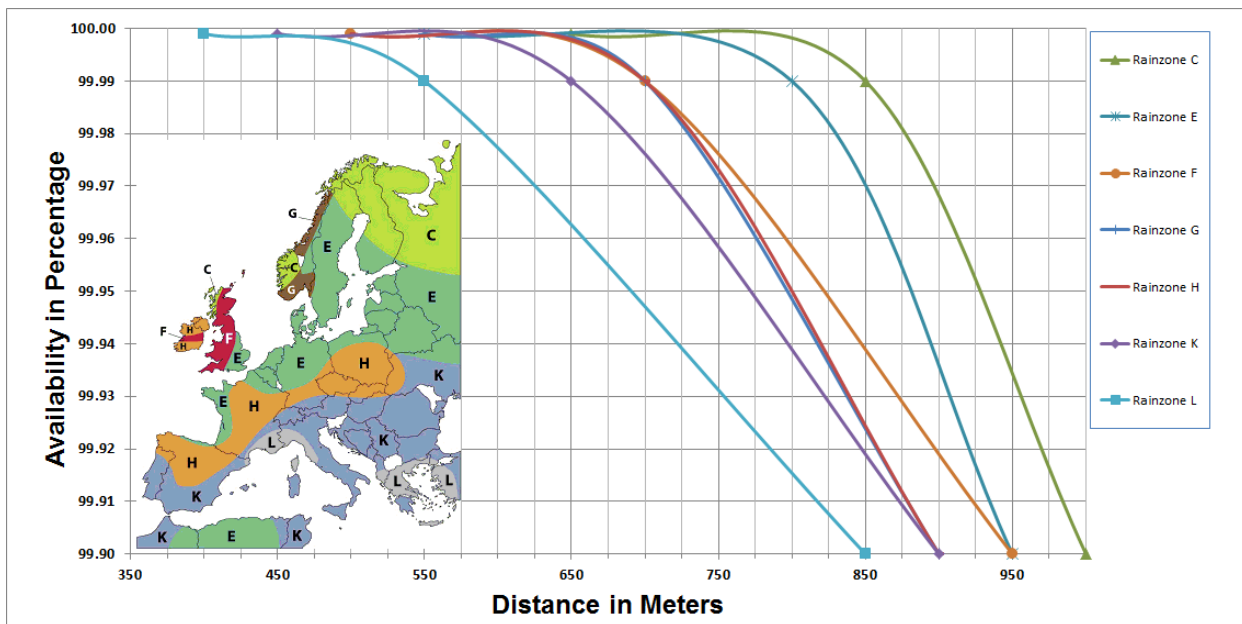 100.00
99.99
99.98
99.97
99.96
99.95
99.94
99.93
99.92
99.91
99.90
Availability in Percentage
350
450
550
650
750
850
950
Distance in Meters
Rainzone C
Rainzone E
Rainzone F
Rainzone G
Rainzone H
Rainzone K
Rainzone L
G
E
C
C
C
G
E
H
F
F
H
E
E
H
K
E
H
L
K
H
L
L
K
K
E
K